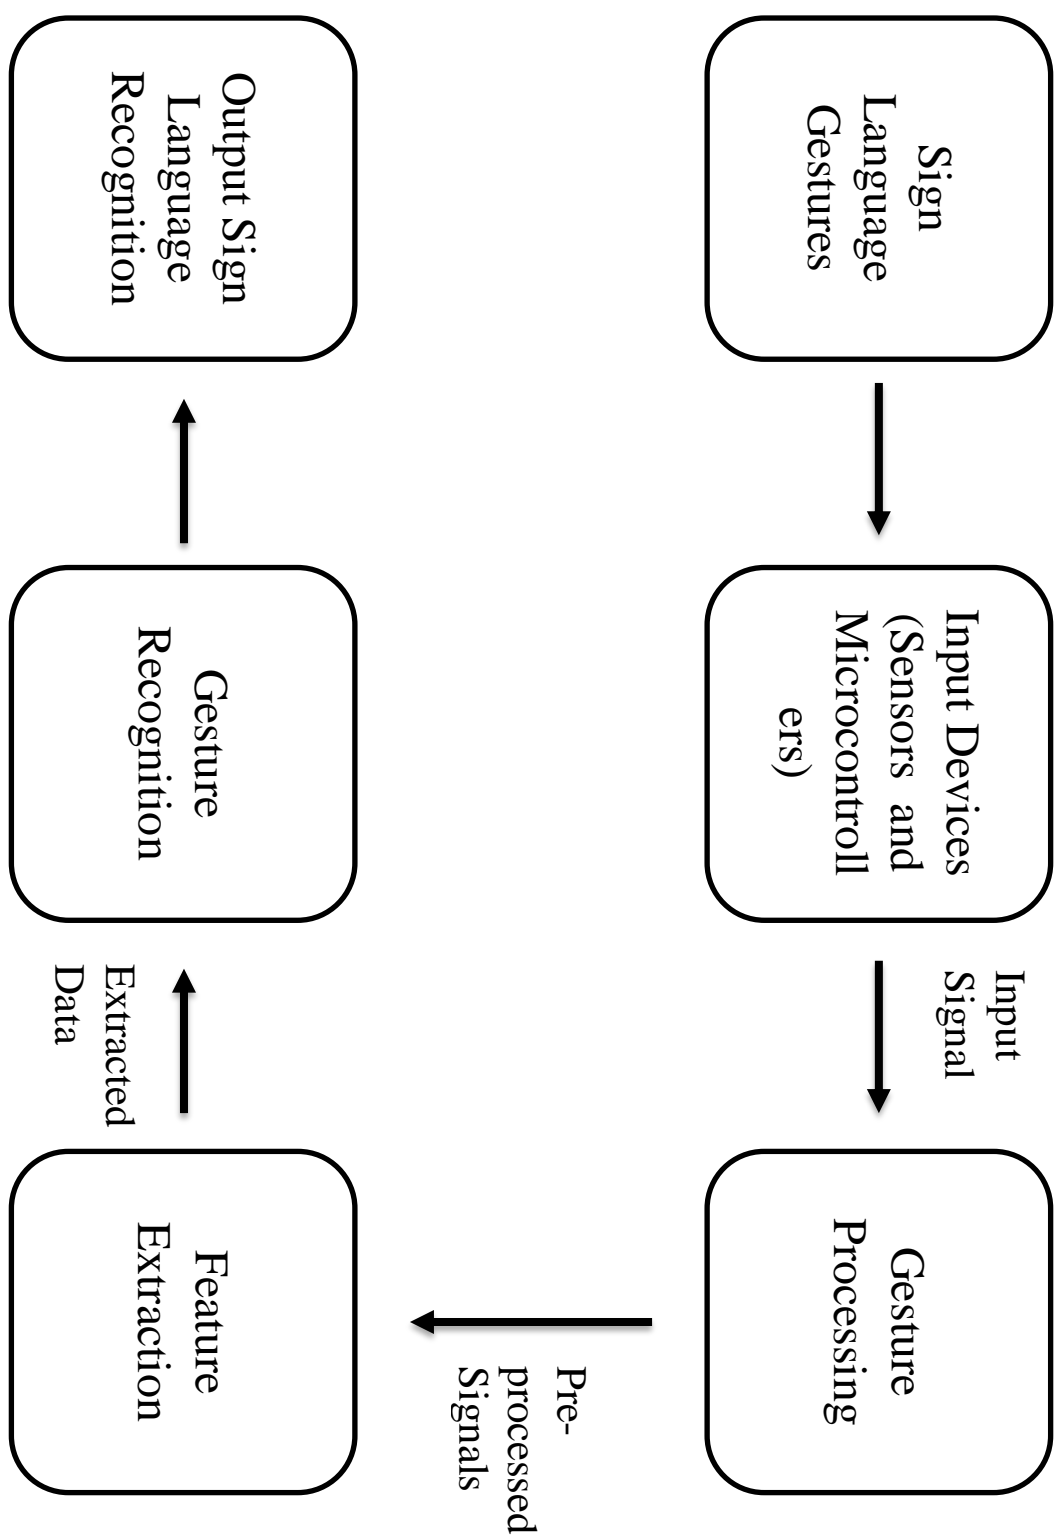 Sign
Language
Gestures
Input Devices
(Sensors and
Microcontroll
ers)
Input
Signal
Gesture
Processing
Pre-
processed
Signals
Feature
Extraction
Extracted
Data
Gesture
Recognition
Output Sign
Language
Recognition